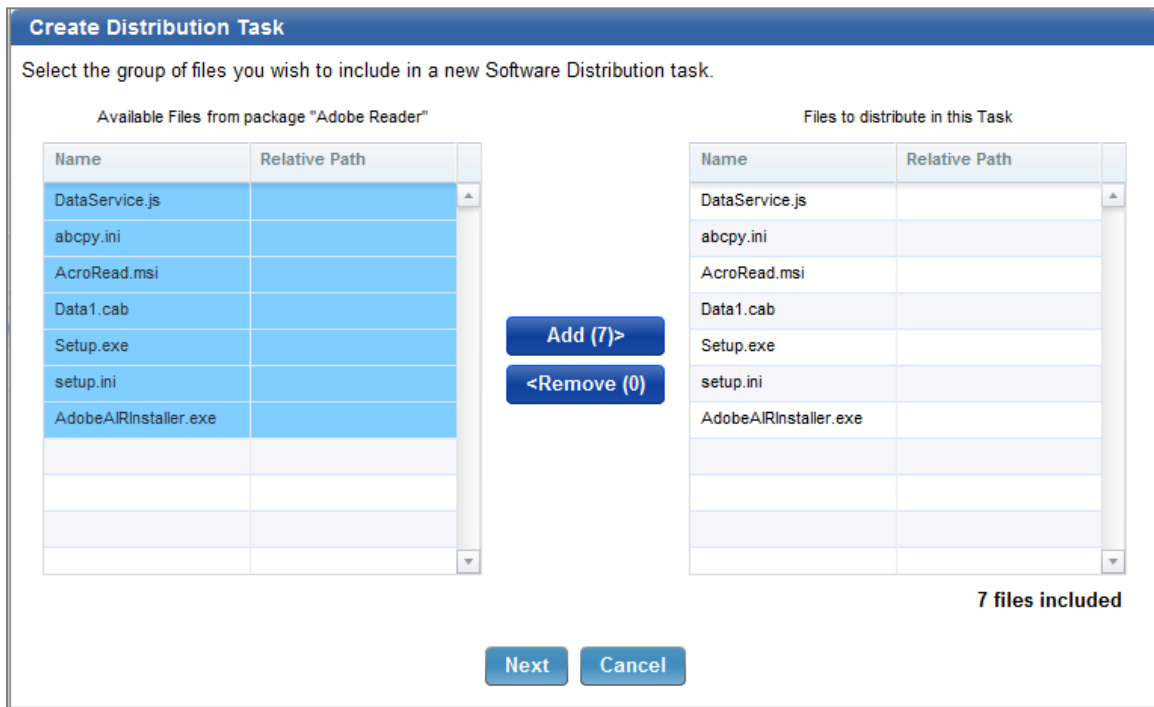 Create Distribution Task
Select the group of files you wish to include in a new Software Distribution task.
Available Files from package "Adobe Reader"
Name Relative Path
DataService.js
abcpy.ini
AcroRead.msi
Data1.cab
Setup.exe
setup.ini
AdobeAIRInstaller.exe
Add (7)>
<Remove (0)
Files to distribute in this Task
Name Relative Path
DataService.js
abcpy.ini
AcroRead.msi
Data1.cab
Setup.exe
setup.ini
AdobeAIRInstaller.exe
7 files included
Next Cancel